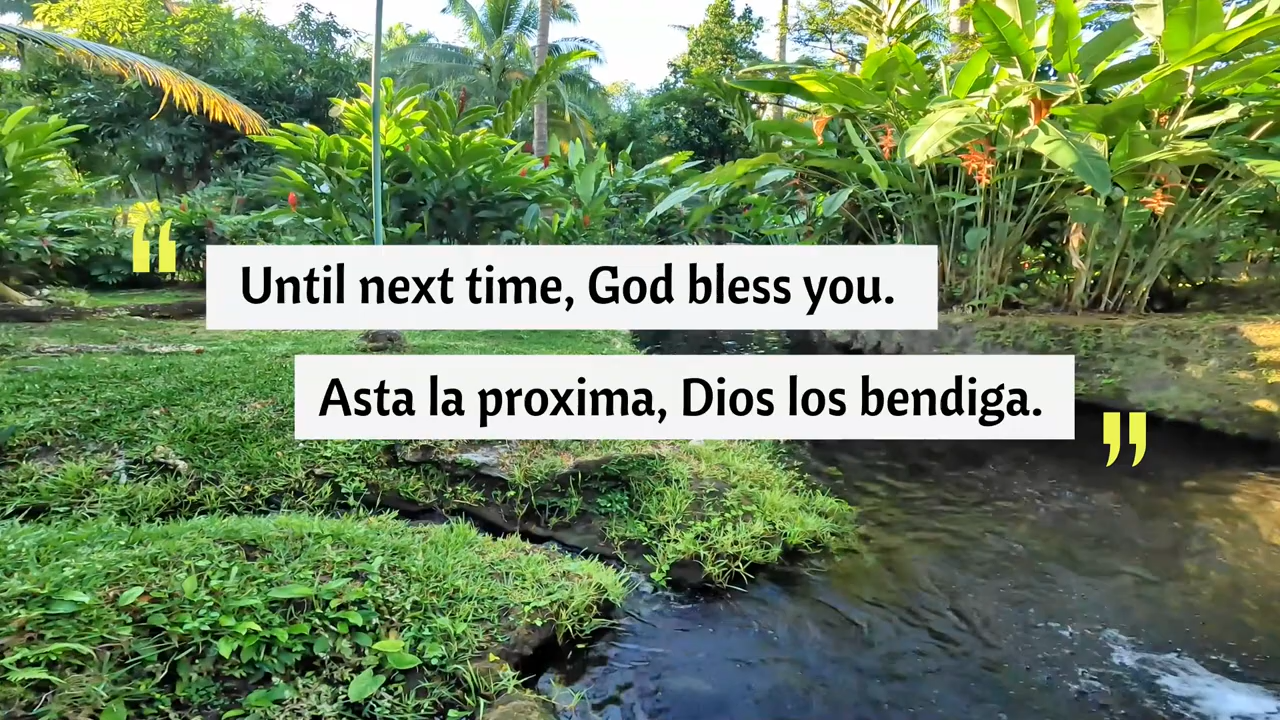 “
Until next time, God bless you.
Asta la proxima, Dios los bendiga.
”